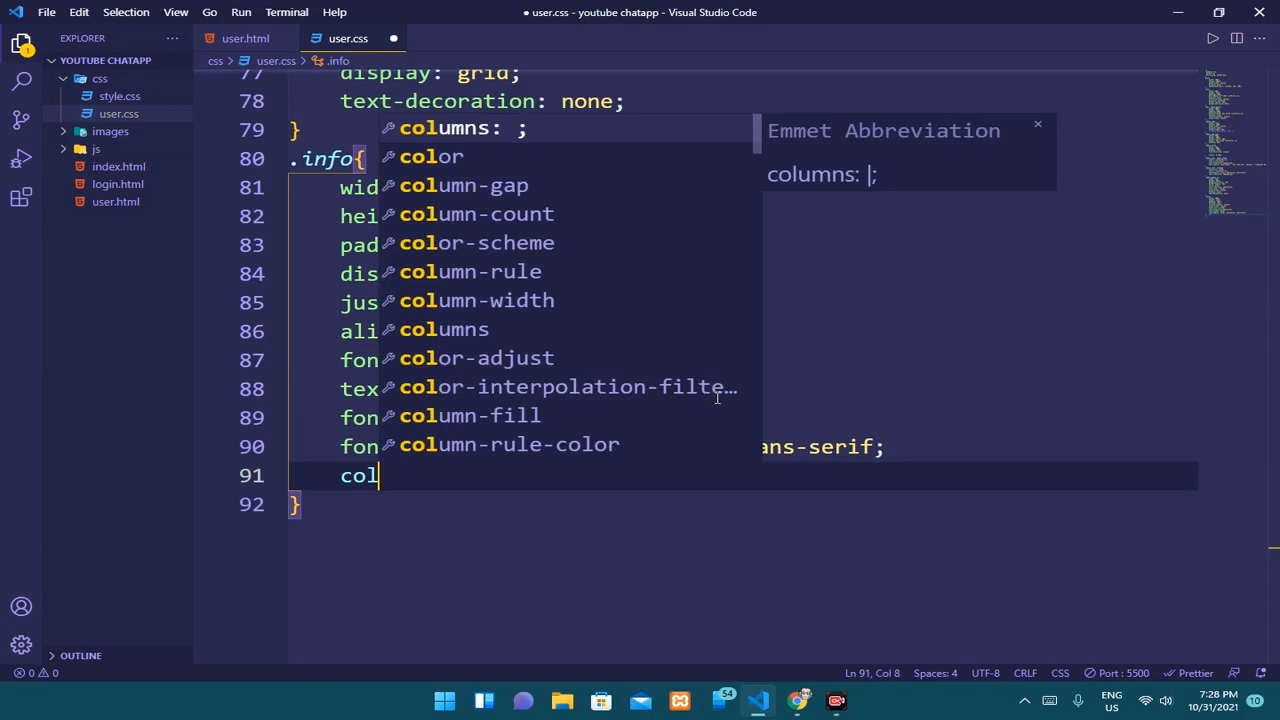 File Edit Selection View Go Run Terminal Help
● user.css - youtube chatapp - Visual Studio Code
EXPLORER
user.html
user.css
YOUTUBE CHATAPP
css > user.css > .info
css
style.css
user.css
images
js
index.html
login.html
user.html
77 display: grid;
78 text-decoration: none;
79 }
80 .info{
81 wid
82 hei
83 pad
84 dis
85 jus
86 ali
87 fon
88 tex
89 fon
90 fon ans-serif;
91 col
92 }
columns: ;
color
column-gap
column-count
color-scheme
column-rule
column-width
columns
color-adjust
color-interpolation-filte…
column-fill
column-rule-color
Emmet Abbreviation
columns: |;
OUTLINE
0 0
Ln 91, Col 8 Spaces: 4 UTF-8 CRLF CSS Port : 5500 Prettier
54
ENG
US
7:28 PM
10/31/2021
10
1